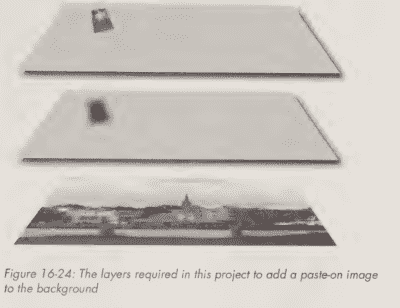 Figure 16-24: The layers required in this project to add a paste-on image
to the background